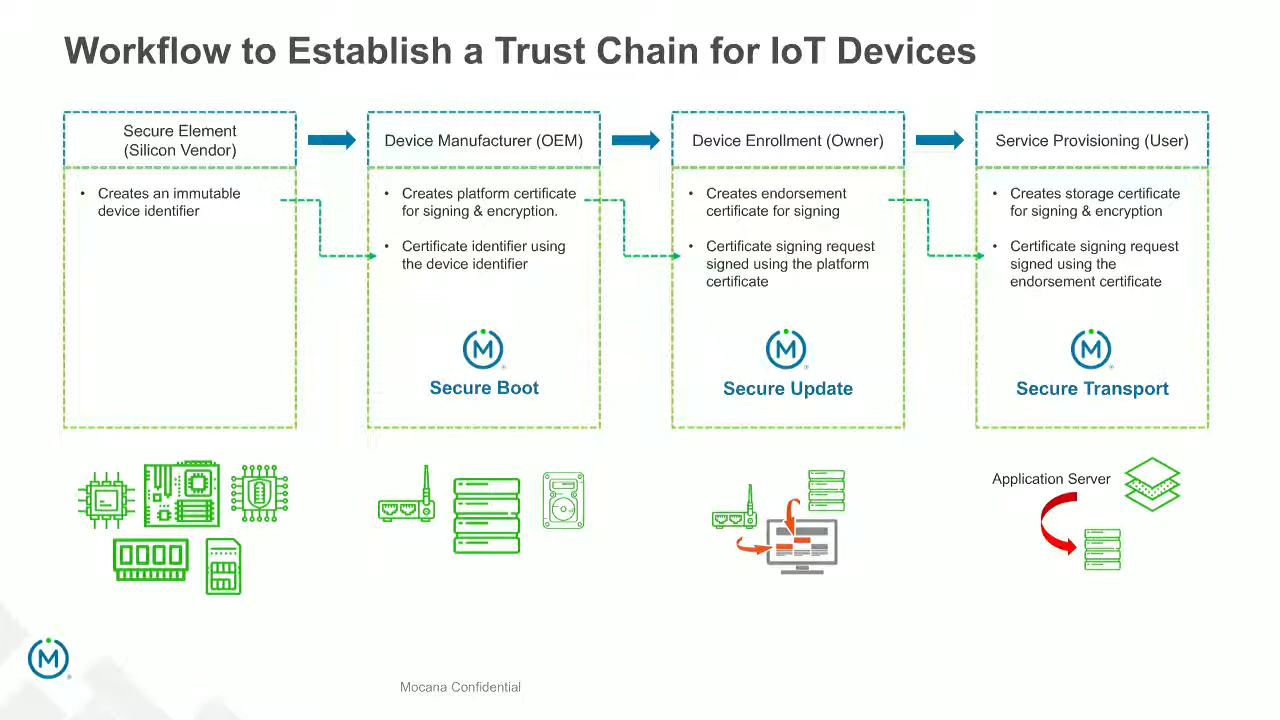 Workflow to Establish a Trust Chain for IoT Devices
Secure Element
(Silicon Vendor)
• Creates an immutable
device identifier
Device Manufacturer (OEM)
• Creates platform certificate
for signing & encryption.
• Certificate identifier using
the device identifier
M
Secure Boot
Device Enrollment (Owner)
• Creates endorsement
certificate for signing
• Certificate signing request
signed using the platform
certificate
M
Secure Update
Service Provisioning (User)
• Creates storage certificate
for signing & encryption
• Certificate signing request
signed using the
endorsement certificate
M
Secure Transport
Application Server
M
Mocana Confidential